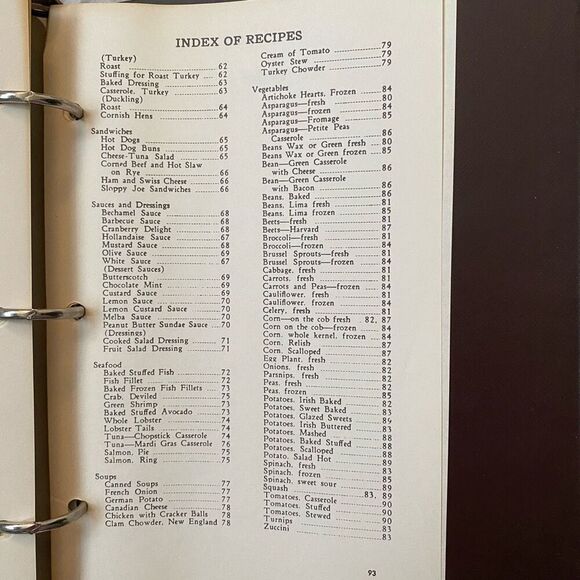 INDEX OF RECIPES
(Turkey)
Roast 62
Stuffing for Roast Turkey 62
Baked Dressing 63
Casserole, Turkey 63
(Duckling)
Roast 64
Cornish Hens 64
Sandwiches
Hot Dogs 65
Hot Dog Buns 65
Cheese-Tuna Salad 65
Corned Beef and Hot Slaw
on Rye 66
Ham and Swiss Cheese 66
Sloppy Joe Sandwiches 66
Sauces and Dressings
Bechamel Sauce 68
Barbecue Sauce 68
Cranberry Delight 68
Hollandaise Sauce 67
Mustard Sauce 68
Olive Sauce 69
White Sauce 67
(Dessert Sauces)
Butterscotch 69
Chocolate Mint 69
Custard Sauce 69
Lemon Sauce 70
Lemon Custard Sauce 70
Melba Sauce 70
Peanut Butter Sundae Sauce 70
(Dressings)
Cooked Salad Dressing 71
Fruit Salad Dressing 71
Seafood
Baked Stuffed Fish 72
Fish Fillet 72
Baked Frozen Fish Fillets 73
Crab, Deviled 75
Green Shrimp 73
Baked Stuffed Avocado 73
Whole Lobster 74
Lobster Tails 74
Tuna—Chopstick Casserole 74
Tuna—Mardi Gras Casserole 76
Salmon, Pie 75
Salmon, Ring 75
Soups
Canned Soups 77
French Onion 77
German Potato 77
Canadian Cheese 78
Chicken with Cracker Balls 78
Clam Chowder, New England 78
Cream of Tomato 79
Oyster Stew 79
Turkey Chowder 79
Vegetables
Artichoke Hearts, Frozen 84
Asparagus—fresh 80
Asparagus—frozen 84
Asparagus—Fromage 85
Asparagus—Petite Peas
Casserole 86
Beans Wax or Green fresh 80
Beans Wax or Green frozen 85
Bean—Green Casserole
with Cheese 86
Bean—Green Casserole
with Bacon 86
Beans, Baked 86
Beans, Lima fresh 81
Beans, Lima frozen 85
Beets—fresh 81
Beets—Harvard 87
Broccoli—fresh 81
Broccoli—frozen 84
Brussel Sprouts—fresh 81
Brussel Sprouts—frozen 84
Cabbage, fresh 81
Carrots, fresh 81
Carrots and Peas—frozen 84
Cauliflower, fresh 81
Cauliflower, frozen 84
Celery, fresh 81
Corn—on the cob fresh 82, 87
Corn on the cob—frozen 84
Corn, whole kernel, frozen 84
Corn, Relish 87
Corn, Scalloped 87
Egg Plant, fresh 82
Onions, fresh 82
Parsnips, fresh 82
Peas, fresh 82
Peas, frozen 85
Potatoes, Irish Baked 82
Potatoes, Sweet Baked 83
Potatoes, Glazed Sweets 89
Potatoes, Irish Buttered 83
Potatoes, Mashed 88
Potatoes, Baked Stuffed 88
Potatoes, Scalloped 88
Potato, Salad Hot 89
Spinach, fresh 83
Spinach, frozen 85
Spinach, sweet sour 89
Squash 83, 89
Tomatoes, Casserole 90
Tomatoes, Stuffed 90
Tomatoes, Stewed 90
Turnips 83
Zuccini 83
93